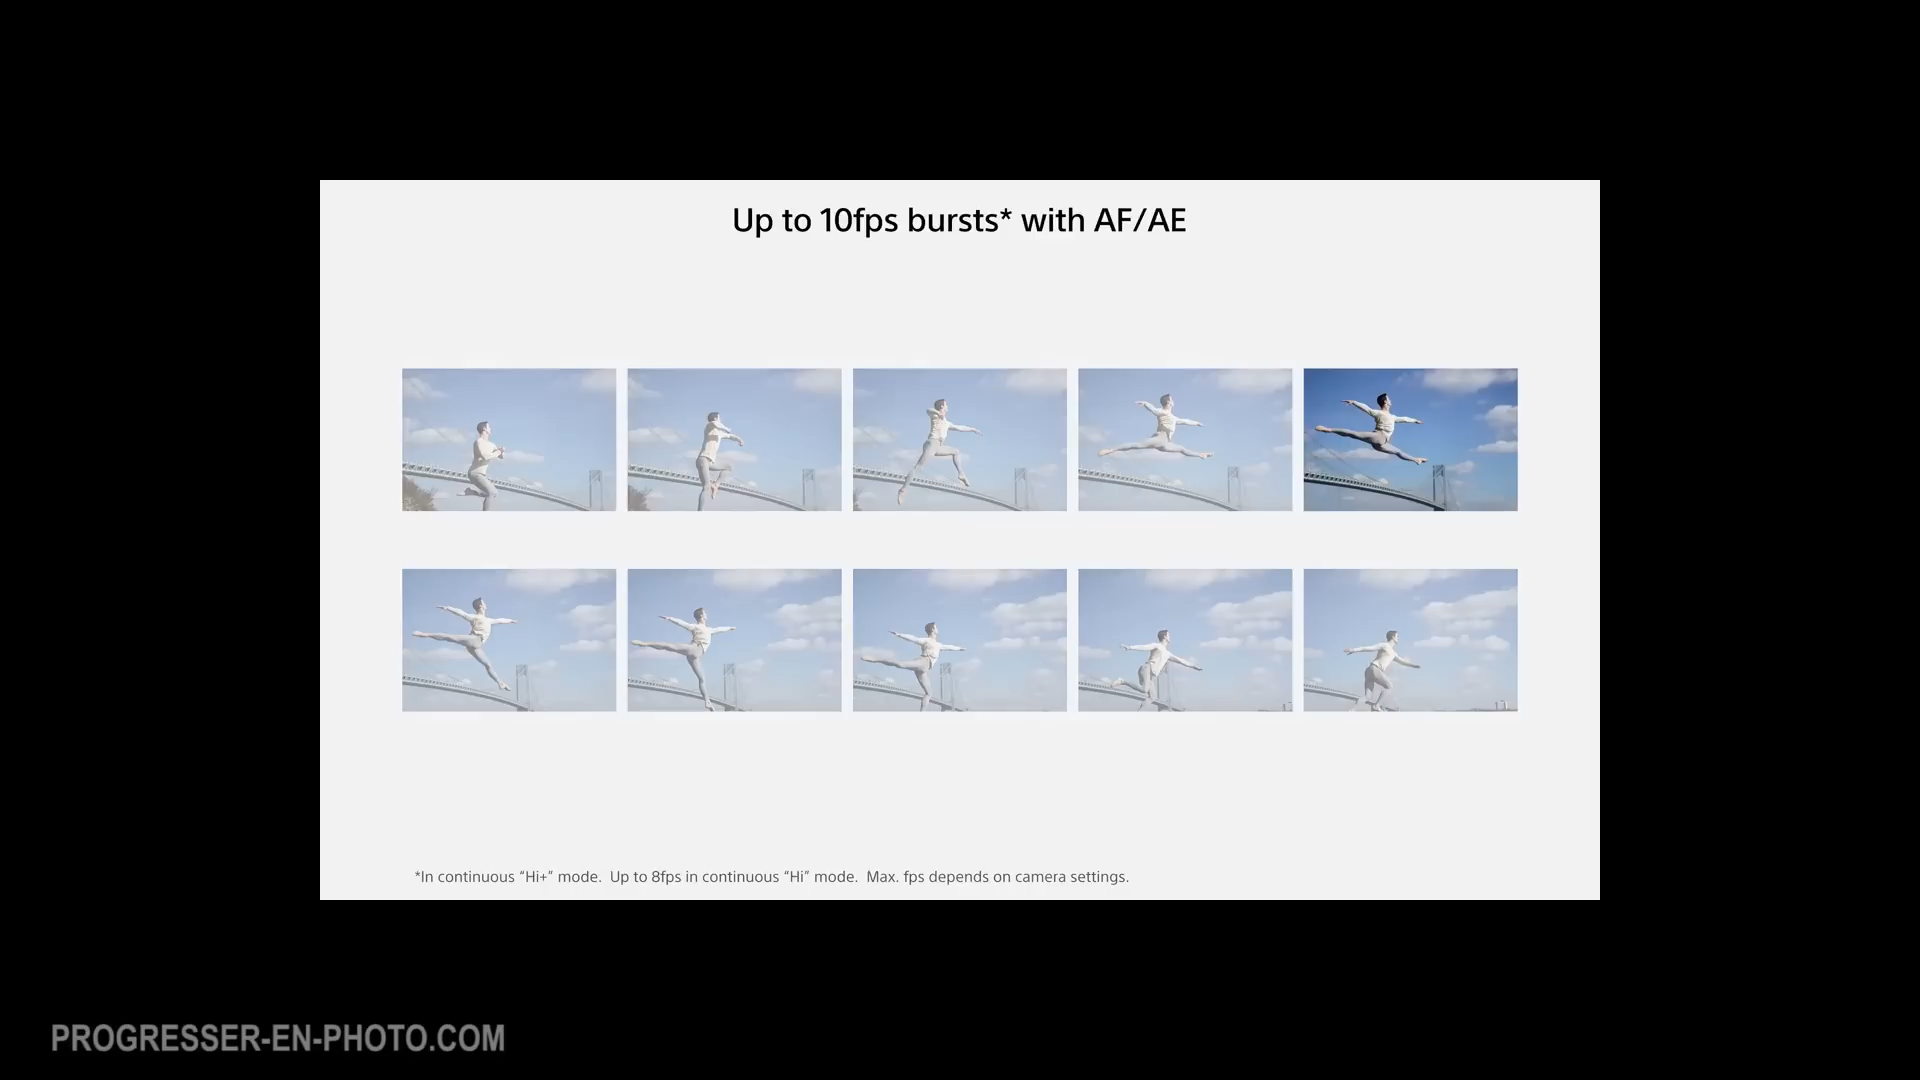 Up to 10fps bursts* with AF/AE
*In continuous “Hi+” mode.  Up to 8fps in continuous “Hi” mode.  Max. fps depends on camera settings.
PROGRESSER-EN-PHOTO.COM